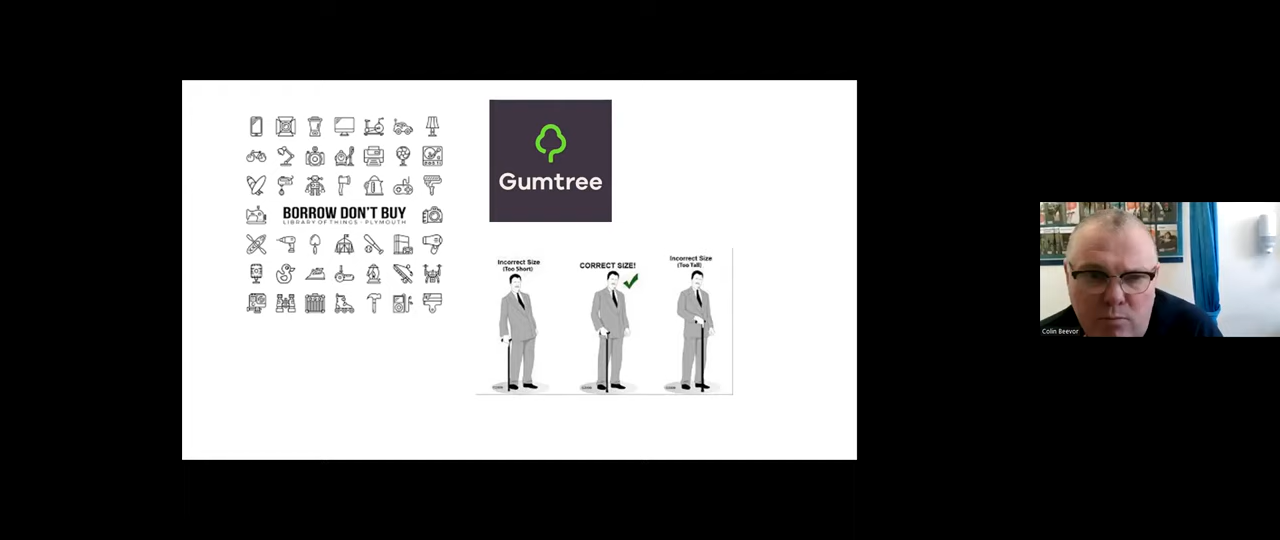 BORROW DON'T BUY
LIBRARY OF THINGS · PLYMOUTH
Gumtree
Incorrect Size
(Too Short)
CORRECT SIZE!
Incorrect Size
(Too Tall)
Colin Beevor